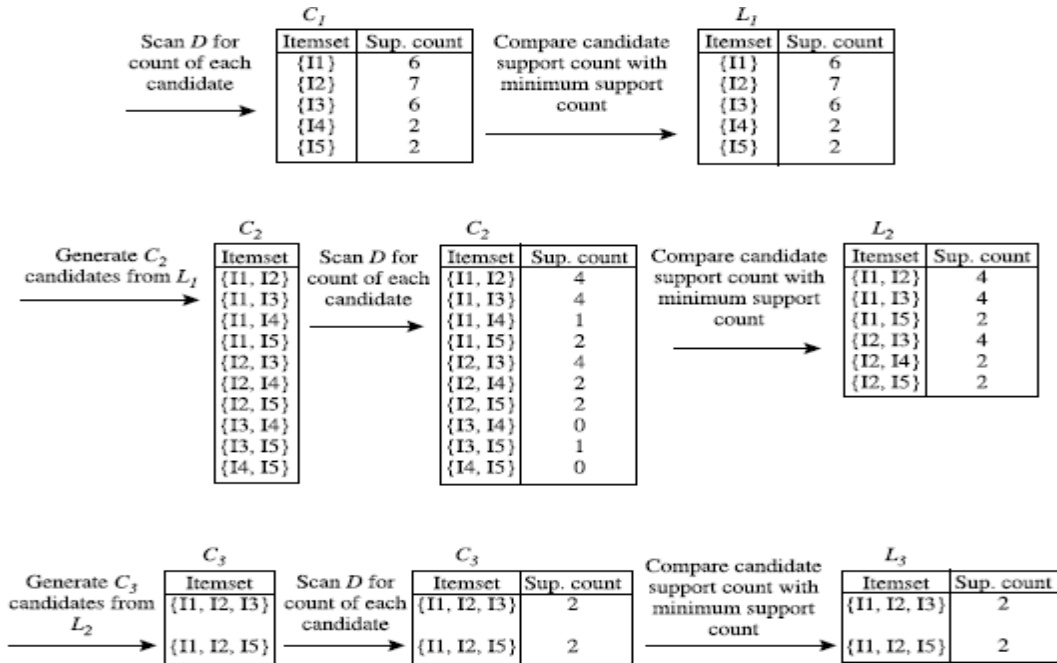 C1
L1
Scan D for
count of each
candidate
Itemset Sup. count
{I1} 6
{I2} 7
{I3} 6
{I4} 2
{I5} 2
Compare candidate
support count with
minimum support
count
Itemset Sup. count
{I1} 6
{I2} 7
{I3} 6
{I4} 2
{I5} 2
Generate C2
candidates from L1
C2
Itemset
{I1, I2}
{I1, I3}
{I1, I4}
{I1, I5}
{I2, I3}
{I2, I4}
{I2, I5}
{I3, I4}
{I3, I5}
{I4, I5}
Scan D for
count of each
candidate
C2
Itemset Sup. count
{I1, I2} 4
{I1, I3} 4
{I1, I4} 1
{I1, I5} 2
{I2, I3} 4
{I2, I4} 2
{I2, I5} 2
{I3, I4} 0
{I3, I5} 1
{I4, I5} 0
Compare candidate
support count with
minimum support
count
L2
Itemset Sup. count
{I1, I2} 4
{I1, I3} 4
{I1, I5} 2
{I2, I3} 4
{I2, I4} 2
{I2, I5} 2
Generate C3
candidates from
L2
C3
Itemset
{I1, I2, I3}
{I1, I2, I5}
Scan D for
count of each
candidate
C3
Itemset Sup. count
{I1, I2, I3} 2
{I1, I2, I5} 2
Compare candidate
support count with
minimum support
count
L3
Itemset Sup. count
{I1, I2, I3} 2
{I1, I2, I5} 2